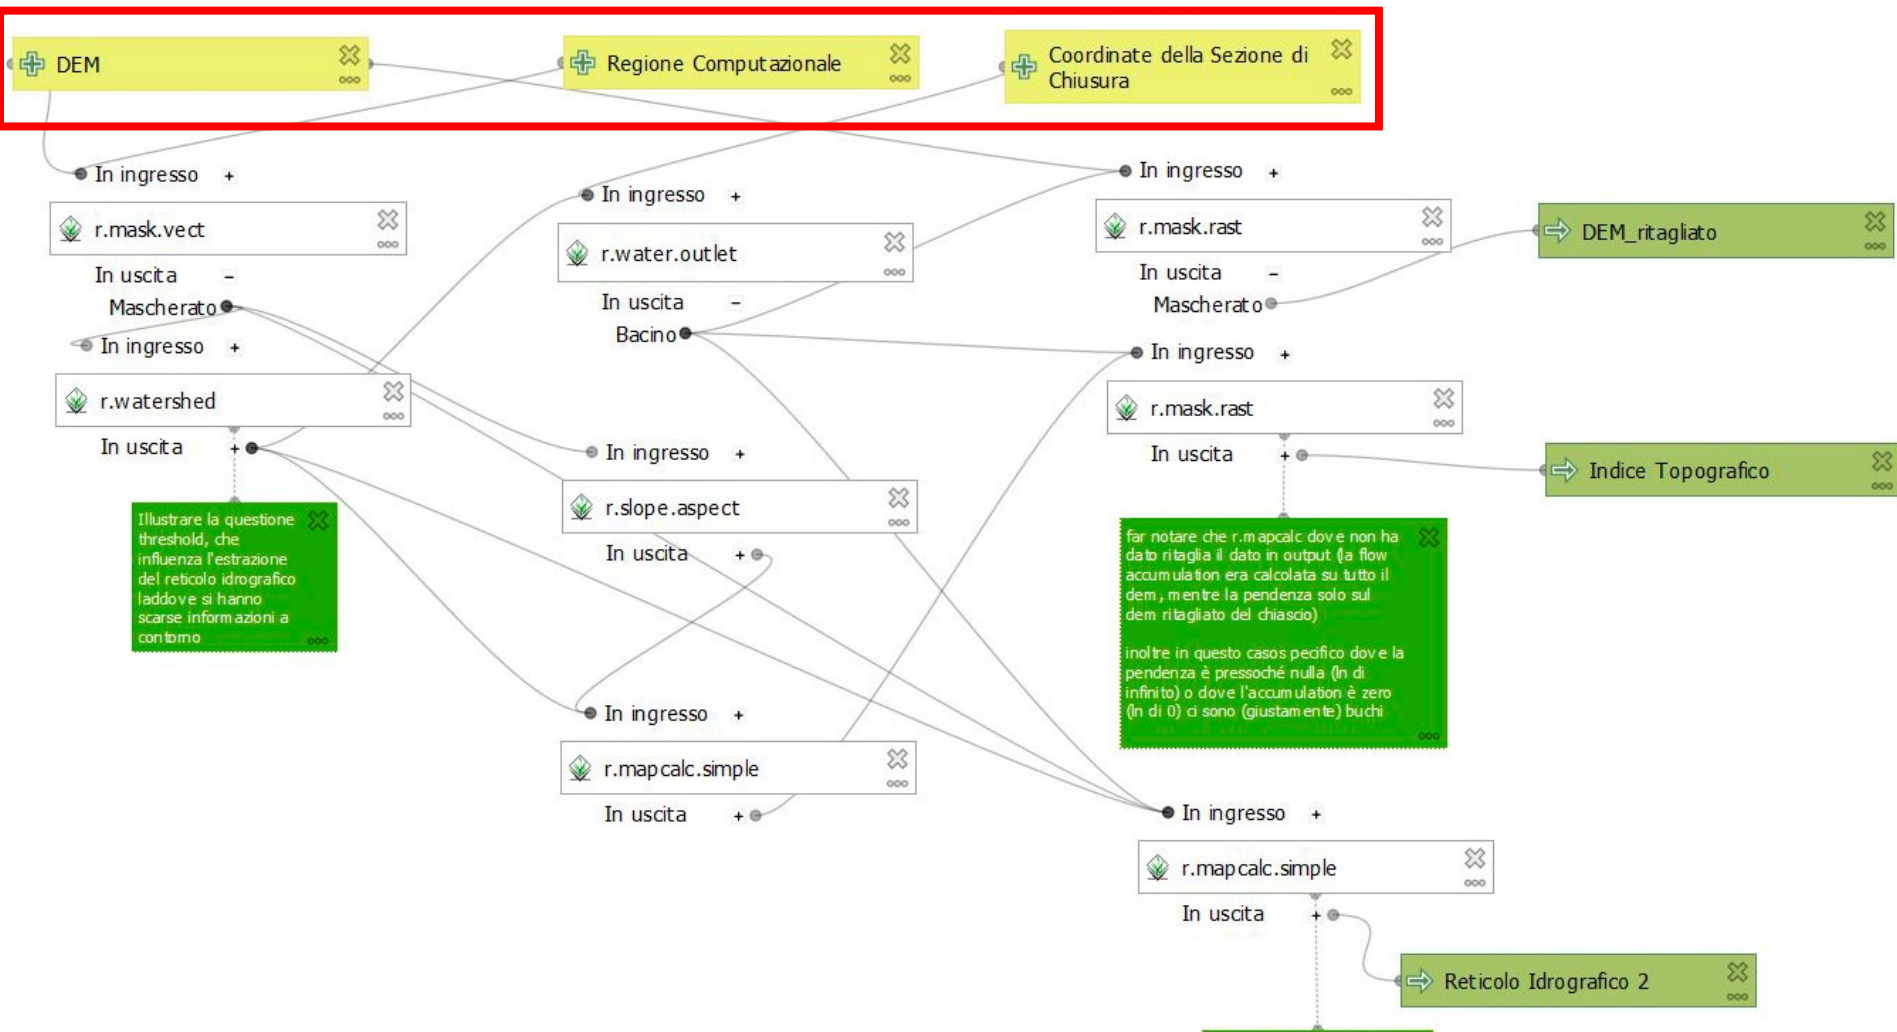 DEM
Regione Computazionale
Coordinate della Sezione di
Chiusura
In ingresso +
r.mask.vect
In uscita -
Mascherato
In ingresso +
r.watershed
In uscita +
Illustrare la questione
threshold, che
influenza l'estrazione
del reticolo idrografico
laddove si hanno
scarse informazioni a
contorno
In ingresso +
r.water.outlet
In uscita -
Bacino
In ingresso +
r.slope.aspect
In uscita +
In ingresso +
r.mapcalc.simple
In uscita +
In ingresso +
r.mask.rast
In uscita -
Mascherato
DEM_ritagliato
In ingresso +
r.mask.rast
In uscita +
Indice Topografico
far notare che r.mapcalc dove non ha
dato ritaglia il dato in output (la flow
accumulation era calcolata su tutto il
dem, mentre la pendenza solo sul
dem ritagliato del chiascio)
inoltre in questo casos pecifico dove la
pendenza è pressoché nulla (ln di
infinito) o dove l'accumulation è zero
(ln di 0) ci sono (giustamente) buchi
In ingresso +
r.mapcalc.simple
In uscita +
Reticolo Idrografico 2